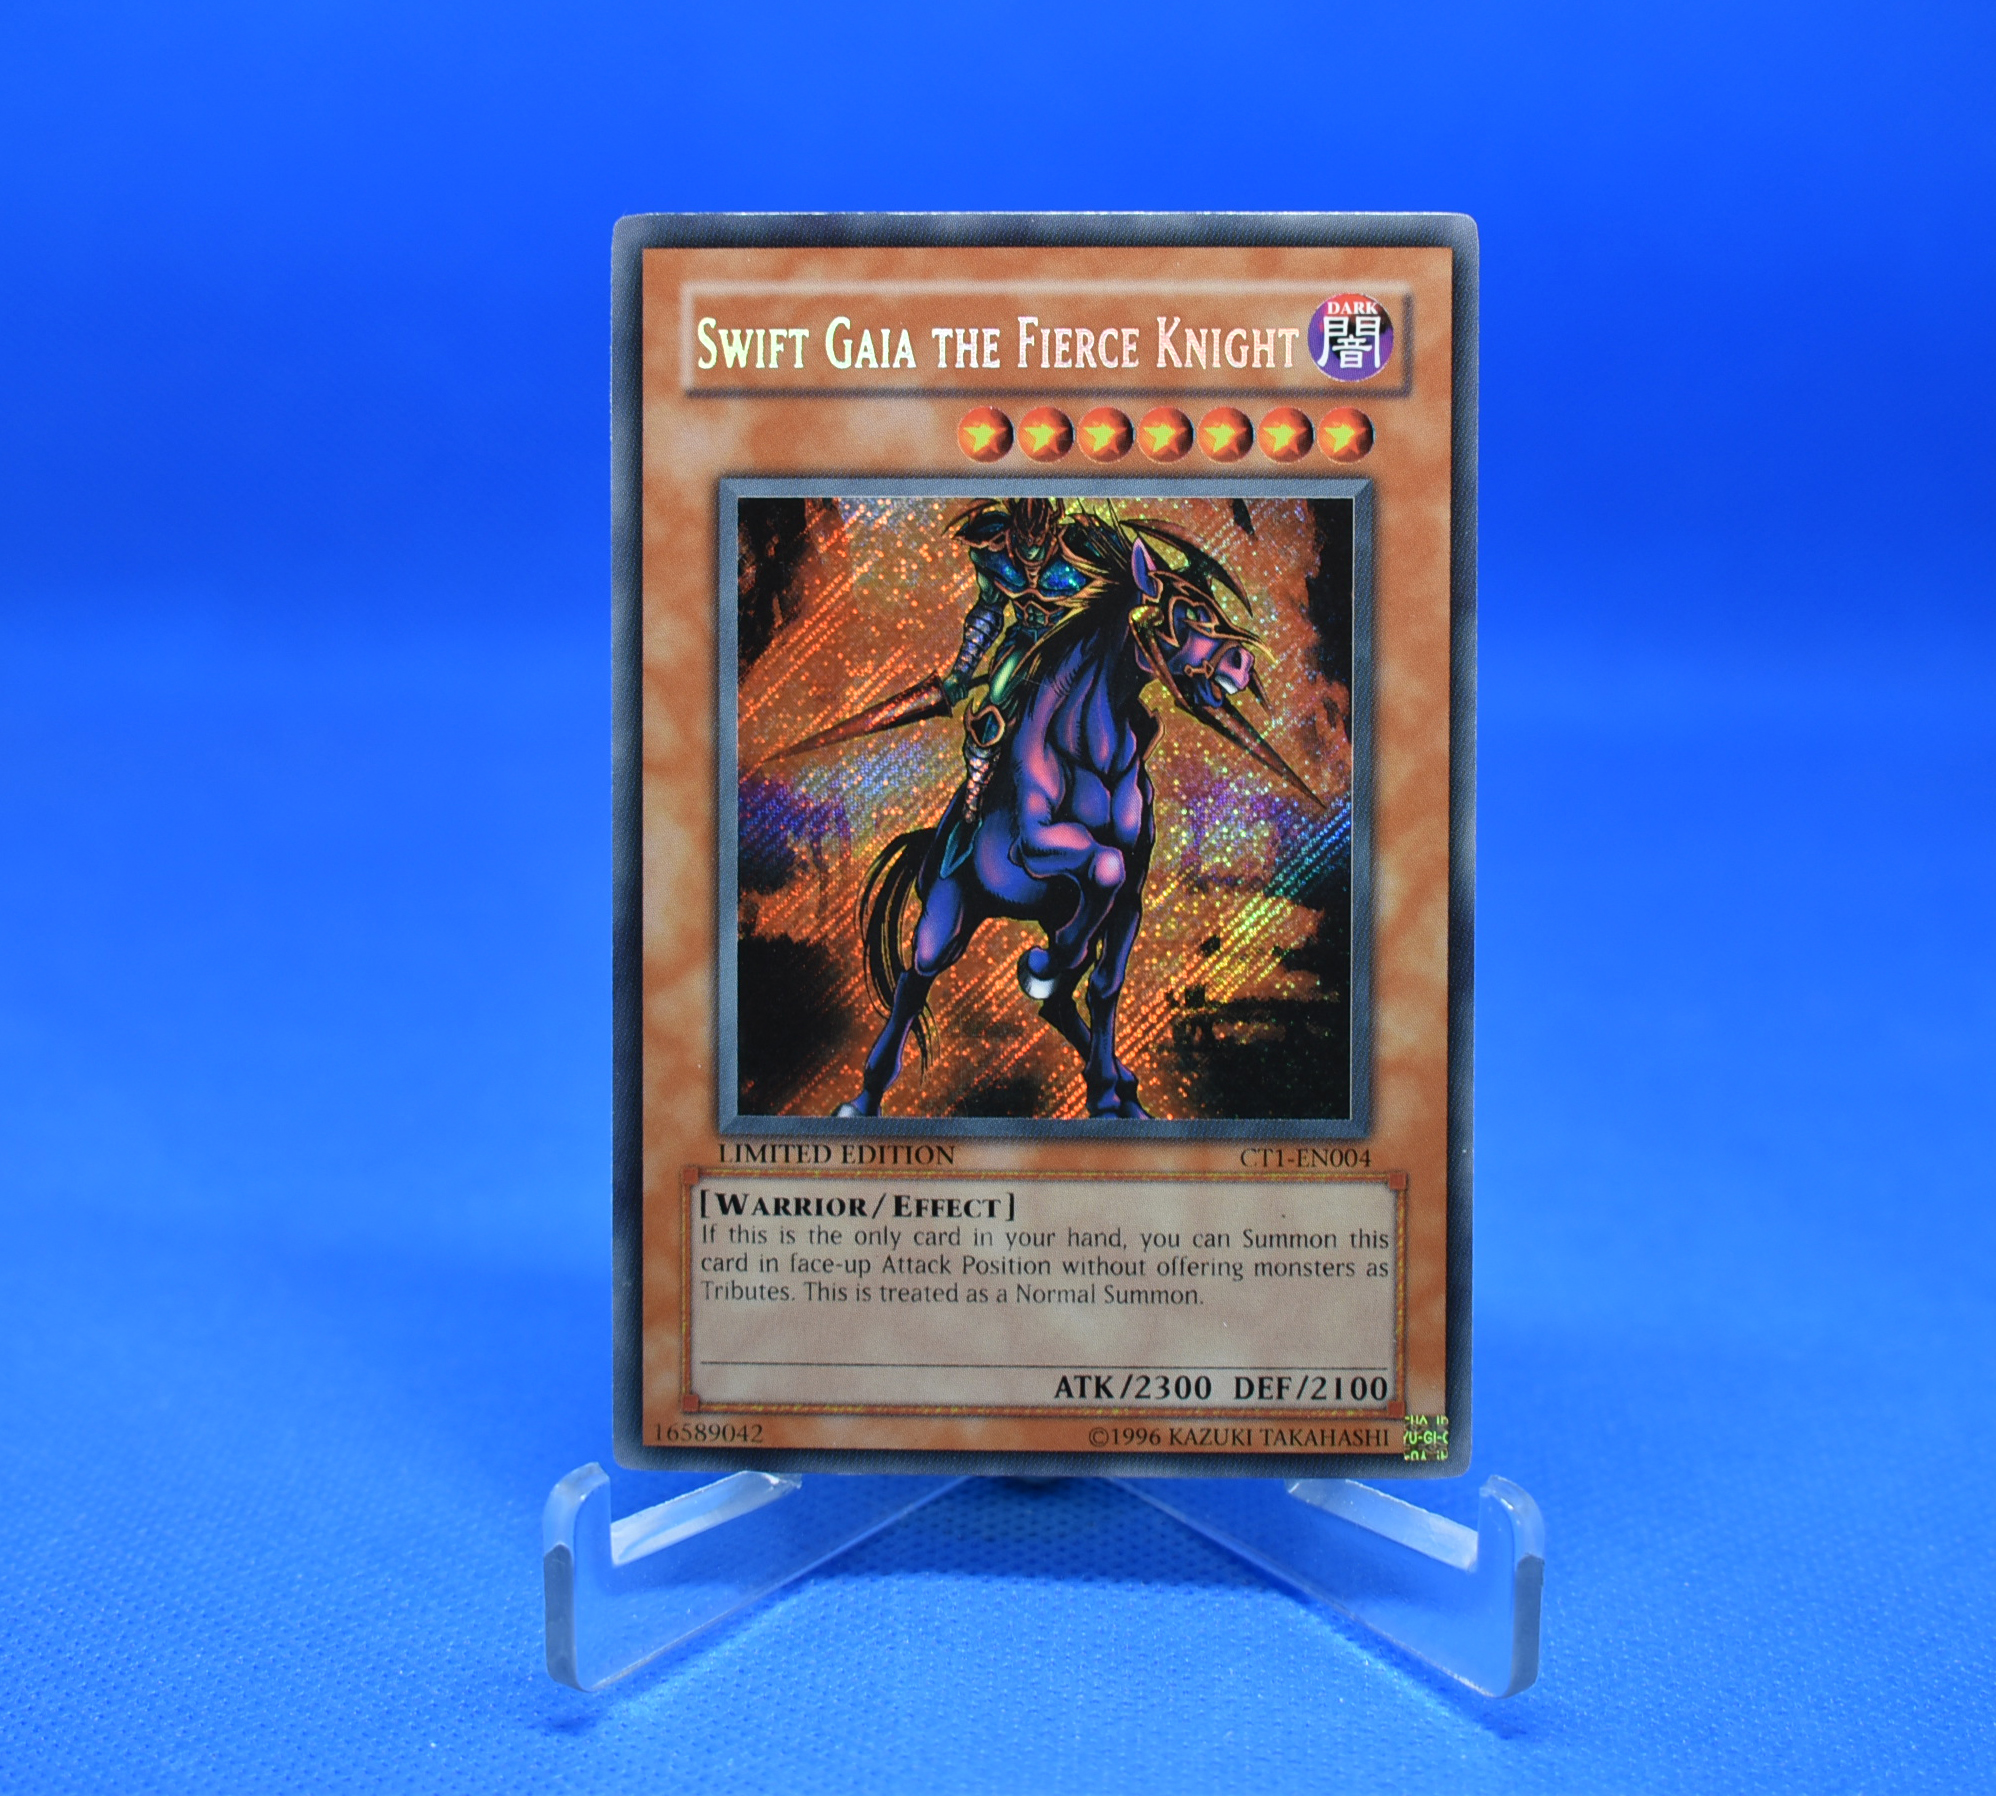 SWIFT GAIA THE FIERCE KNIGHT
DARK
闇
LIMITED EDITION CT1-EN004
[WARRIOR/EFFECT]
If this is the only card in your hand, you can Summon this
card in face-up Attack Position without offering monsters as
Tributes. This is treated as a Normal Summon.
ATK/2300 DEF/2100
16589042 ©1996 KAZUKI TAKAHASHI
YU-GI-